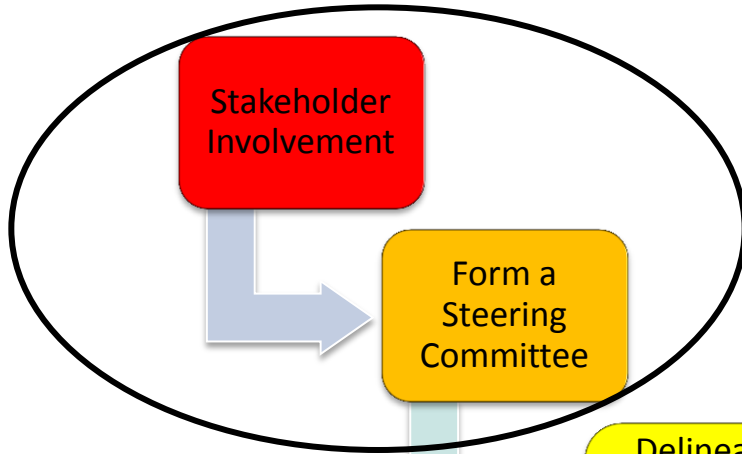 Stakeholder
Involvement
Form a
Steering
Committee